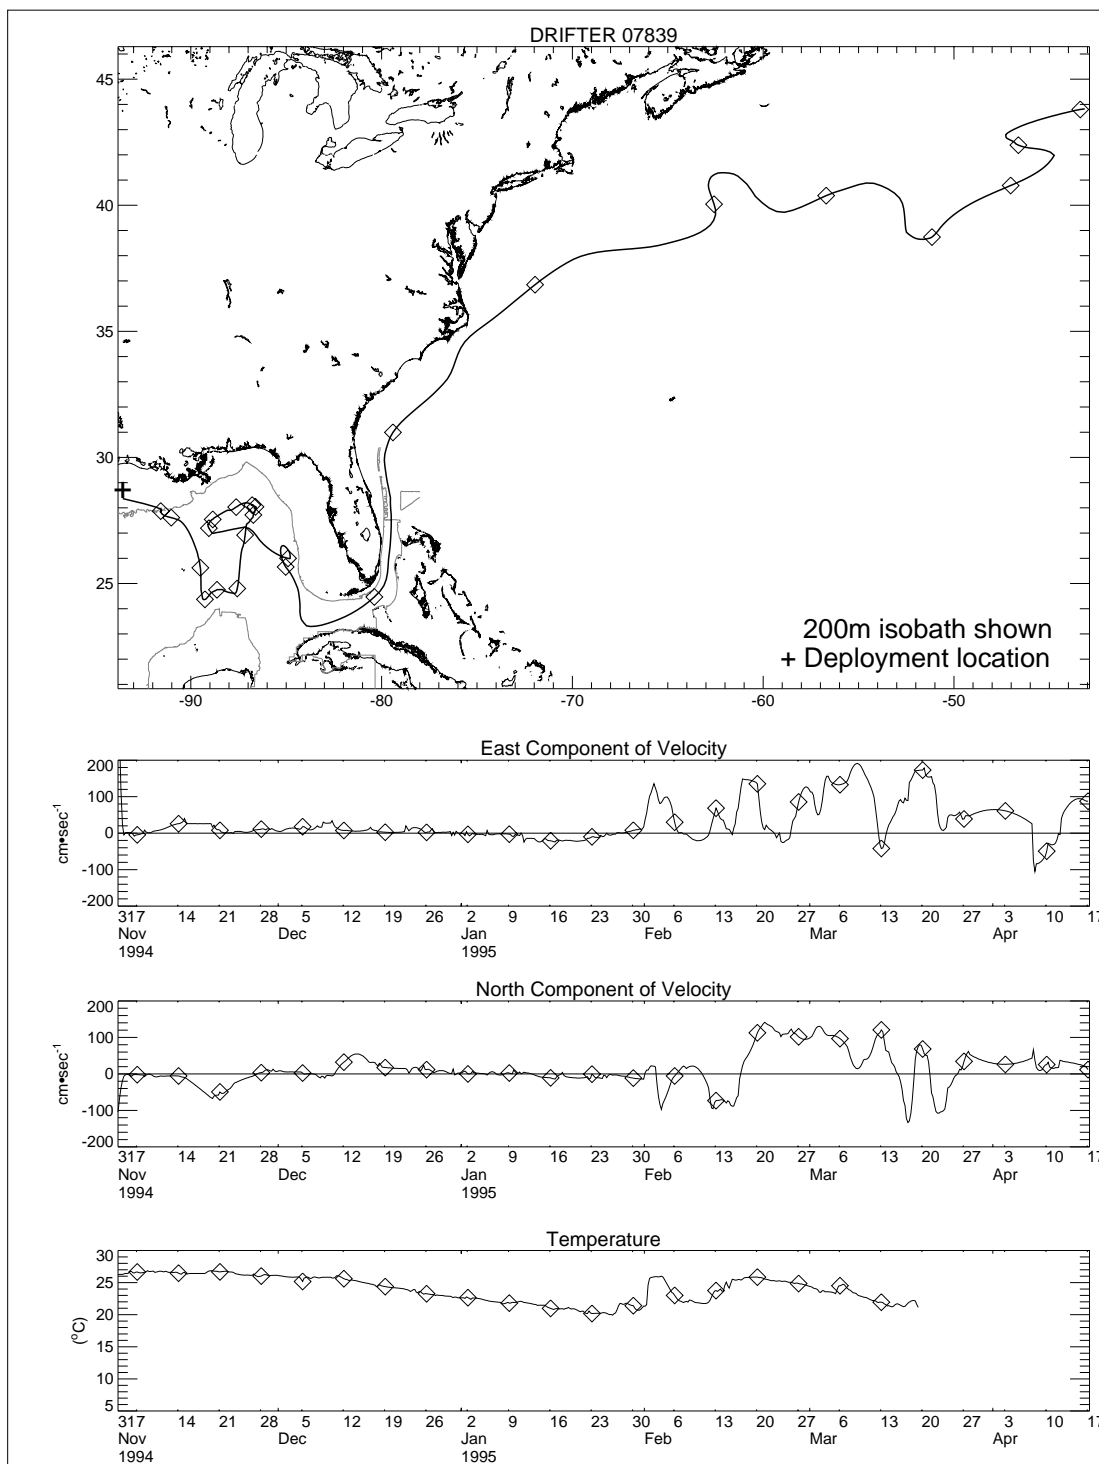 DRIFTER 07839
45
40
35
30
25
200m isobath shown
+ Deployment location
-90 -80 -70 -60 -50
East Component of Velocity
200
100
0
-100
-200
cm•sec-1
317 14 21 28 5 12 19 26 2 9 16 23 30 6 13 20 27 6 13 20 27 3 10 17
Nov Dec Jan Feb Mar Apr
1994 1995
North Component of Velocity
200
100
0
-100
-200
cm•sec-1
317 14 21 28 5 12 19 26 2 9 16 23 30 6 13 20 27 6 13 20 27 3 10 17
Nov Dec Jan Feb Mar Apr
1994 1995
Temperature
30
25
20
15
10
5
(°C)
317 14 21 28 5 12 19 26 2 9 16 23 30 6 13 20 27 6 13 20 27 3 10 17
Nov Dec Jan Feb Mar Apr
1994 1995